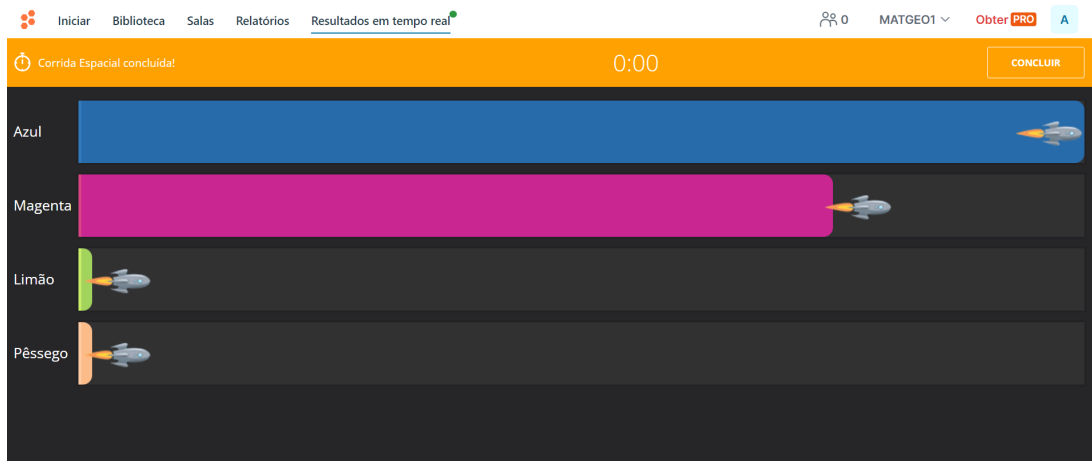 Iniciar Biblioteca Salas Relatórios Resultados em tempo real 0 MATGEO1 Obter PRO A
Corrida Espacial concluída! 0:00 CONCLUIR
Azul
Magenta
Limão
Pêssego